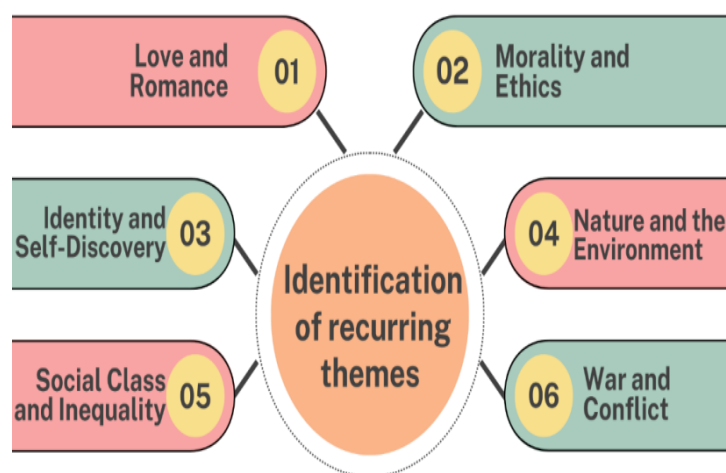 Love and
Romance
01
02
Morality and
Ethics
Identity and
Self-Discovery
03
04
Nature and the
Environment
Identification
of recurring
themes
Social Class
and Inequality
05
06
War and
Conflict